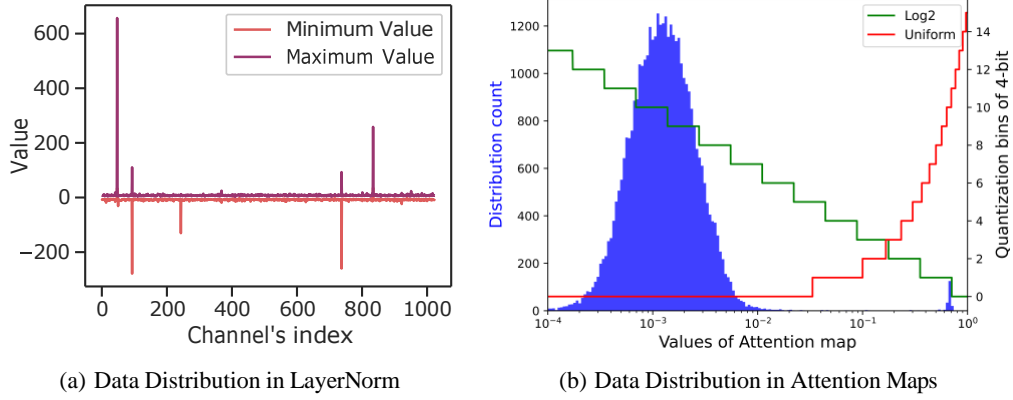 600
400
200
0
−200
Value
Minimum Value
Maximum Value
0 200 400 600 800 1000
Channel's index
(a) Data Distribution in LayerNorm
1200
1000
800
600
400
200
0
Distribution count
Log2
Uniform
14
12
10
8
6
4
2
0
Quantization bins of 4-bit
10⁻⁴ 10⁻³ 10⁻² 10⁻¹ 10⁰
Values of Attention map
(b) Data Distribution in Attention Maps